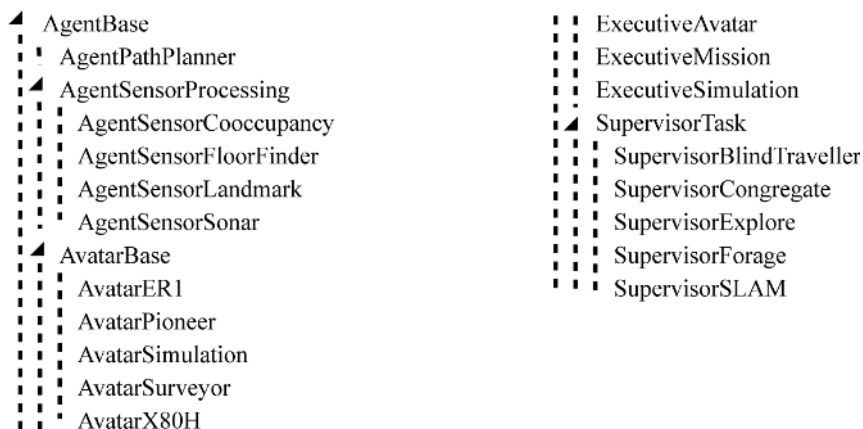 AgentBase
AgentPathPlanner
AgentSensorProcessing
AgentSensorCooccupancy
AgentSensorFloorFinder
AgentSensorLandmark
AgentSensorSonar
AvatarBase
AvatarER1
AvatarPioneer
AvatarSimulation
AvatarSurveyor
AvatarX80H
ExecutiveAvatar
ExecutiveMission
ExecutiveSimulation
SupervisorTask
SupervisorBlindTraveller
SupervisorCongregate
SupervisorExplore
SupervisorForage
SupervisorSLAM